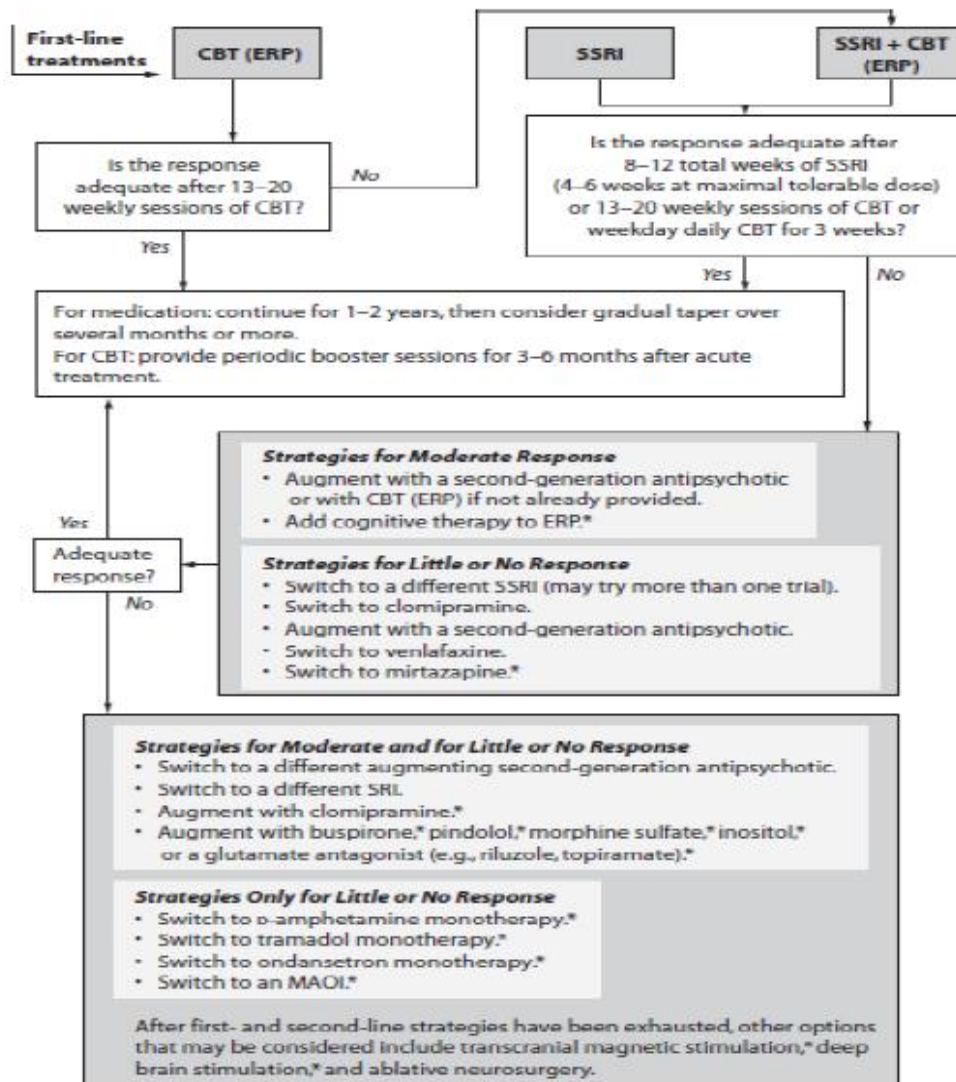 First-line
treatments
CBT (ERP)
SSRI
SSRI + CBT
(ERP)
Is the response
adequate after 13–20
weekly sessions of CBT?
No
Yes
Is the response adequate after
8–12 total weeks of SSRI
(4–6 weeks at maximal tolerable dose)
or 13–20 weekly sessions of CBT or
weekday daily CBT for 3 weeks?
Yes
No
For medication: continue for 1–2 years, then consider gradual taper over
several months or more.
For CBT: provide periodic booster sessions for 3–6 months after acute
treatment.
Strategies for Moderate Response
• Augment with a second-generation antipsychotic
or with CBT (ERP) if not already provided.
• Add cognitive therapy to ERP.*
Strategies for Little or No Response
• Switch to a different SSRI (may try more than one trial).
• Switch to clomipramine.
• Augment with a second-generation antipsychotic.
• Switch to venlafaxine.
• Switch to mirtazapine.*
Yes
Adequate
response?
No
Strategies for Moderate and for Little or No Response
• Switch to a different augmenting second-generation antipsychotic.
• Switch to a different SRI.
• Augment with clomipramine.*
• Augment with buspirone,* pindolol,* morphine sulfate,* inositol,*
or a glutamate antagonist (e.g., riluzole, topiramate).*
Strategies Only for Little or No Response
• Switch to D-amphetamine monotherapy.*
• Switch to tramadol monotherapy.*
• Switch to ondansetron monotherapy.*
• Switch to an MAOI.*
After first- and second-line strategies have been exhausted, other options
that may be considered include transcranial magnetic stimulation,* deep
brain stimulation,* and ablative neurosurgery.